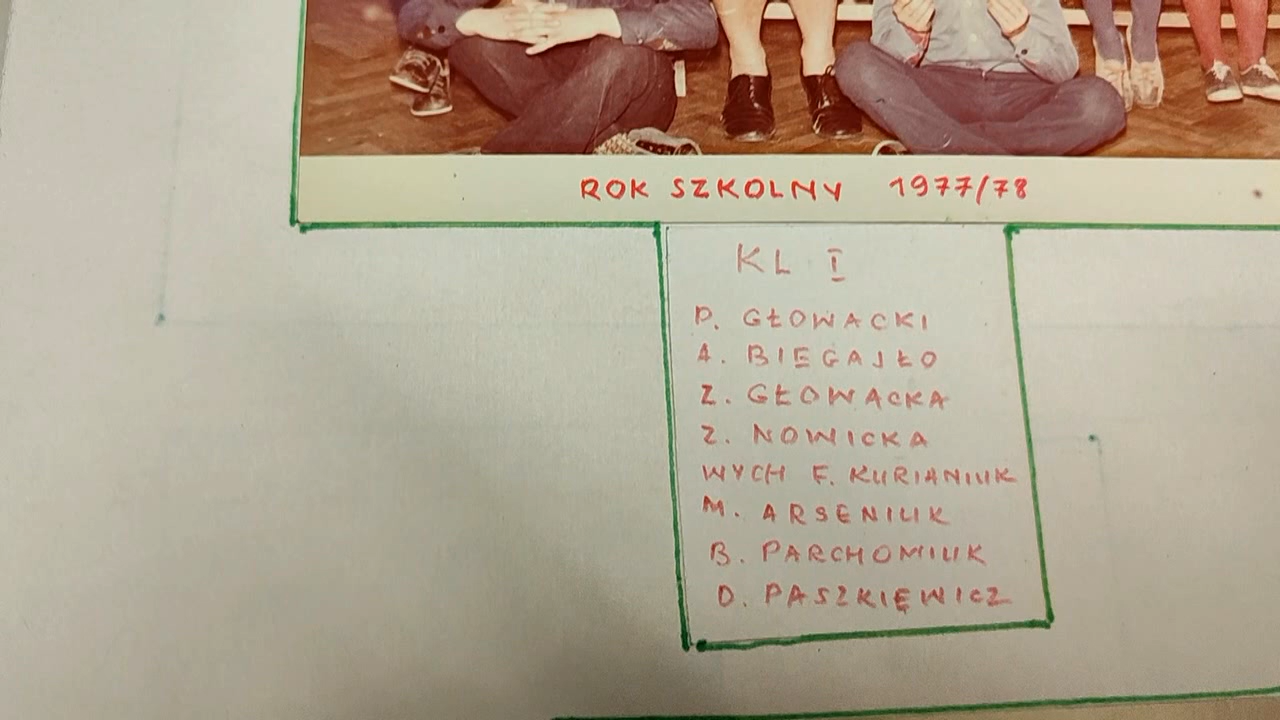 ROK SZKOLNY 1977/78
KL I
P. GŁOWACKI
A. BIEGAJŁO
Z. GŁOWACKA
Z. NOWICKA
WYCH F. KURIANIUK
M. ARSENIUK
B. PARCHOMIUK
D. PASZKIEWICZ